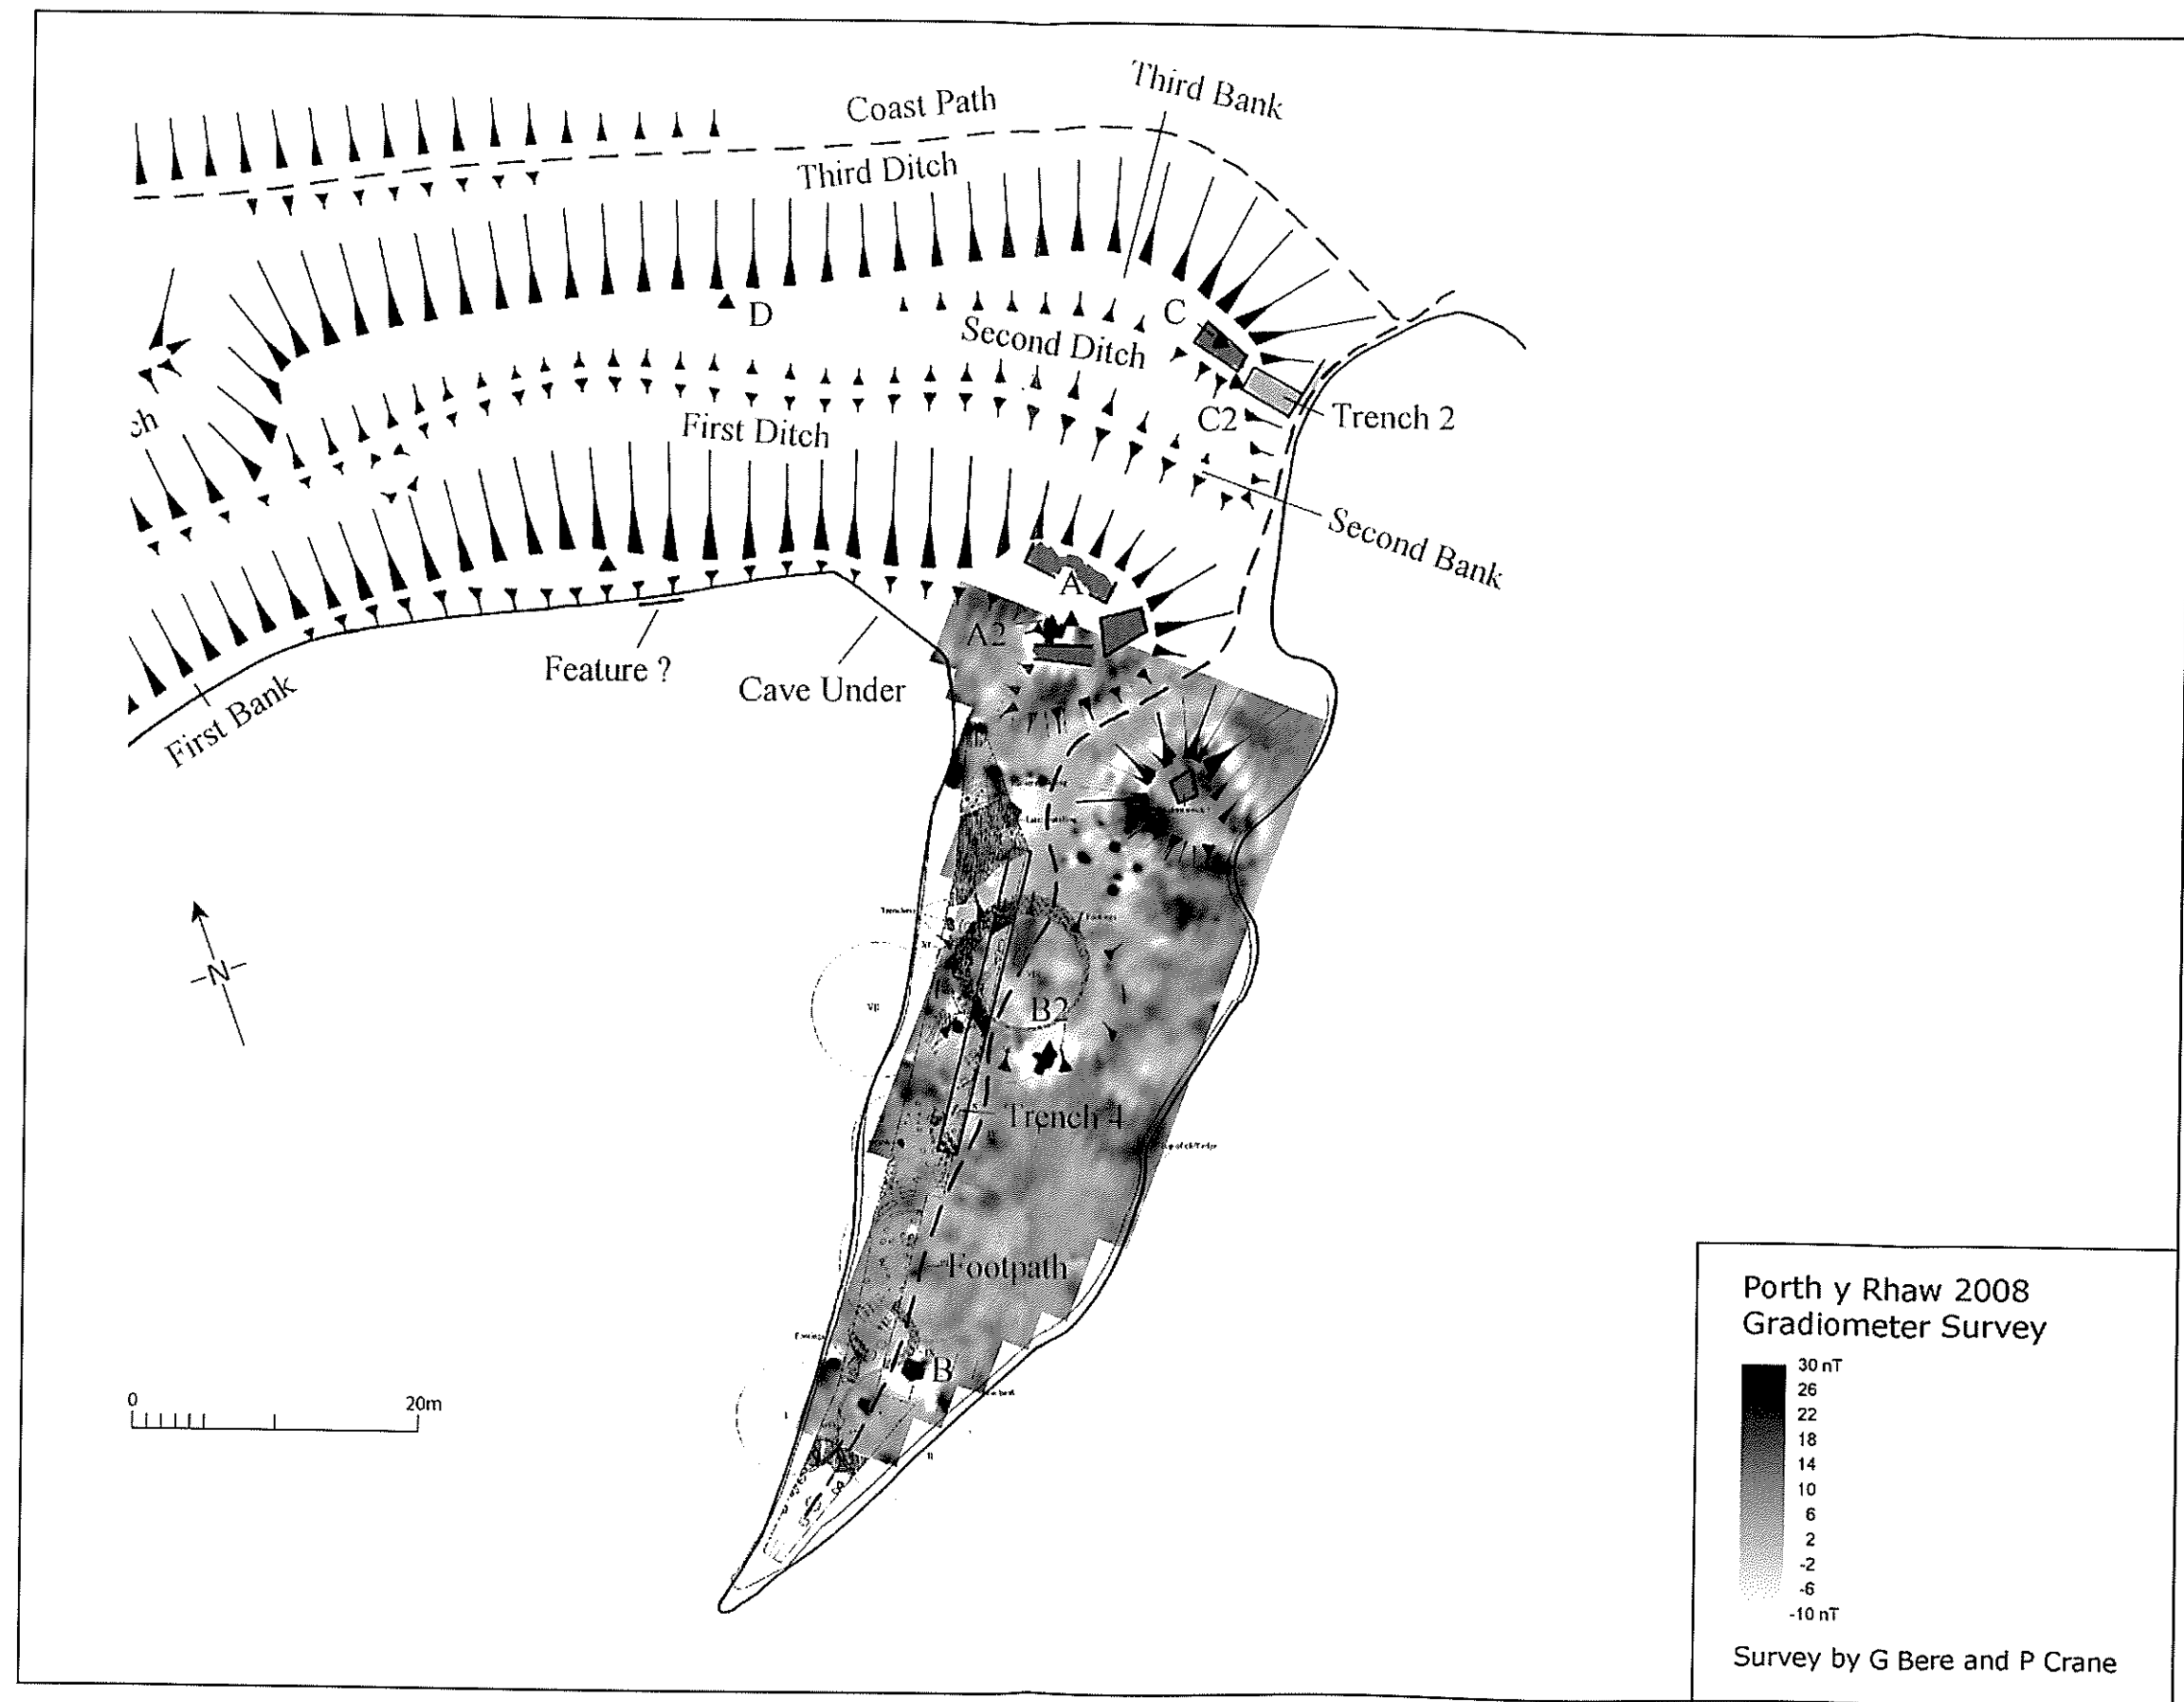 Third Bank
Coast Path
Third Ditch
D
C
Second Ditch
ch
First Ditch
C2
Trench 2
Second Bank
A
A2
Feature ?
Cave Under
First Bank
N
VII
B2
Trench 4
Footpath
B
0 20m
Porth y Rhaw 2008
Gradiometer Survey
30 nT
26
22
18
14
10
6
2
-2
-6
-10 nT
Survey by G Bere and P Crane